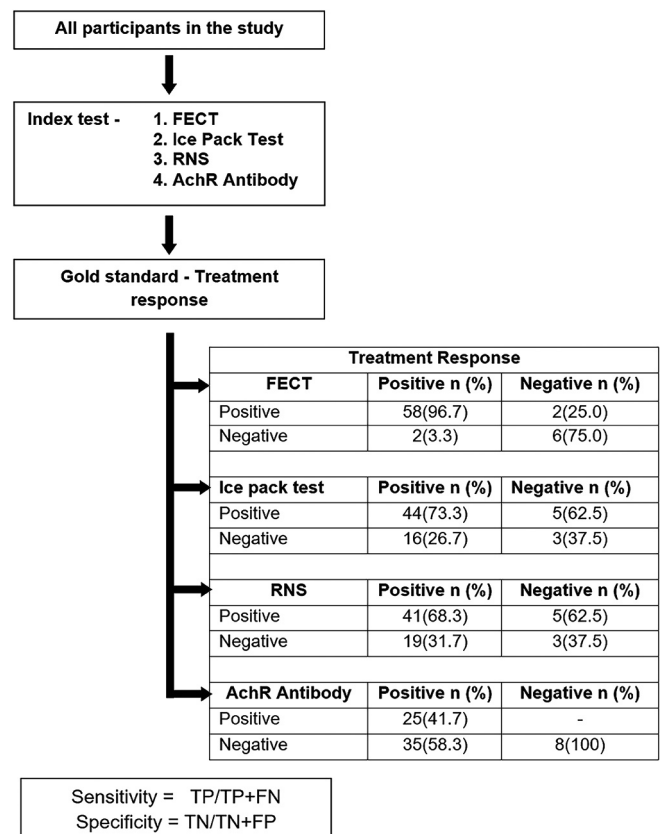 All participants in the study
Index test - 1. FECT
2. Ice Pack Test
3. RNS
4. AchR Antibody
Gold standard - Treatment
response
Treatment Response
FECT Positive n (%) Negative n (%)
Positive 58(96.7) 2(25.0)
Negative 2(3.3) 6(75.0)
Ice pack test Positive n (%) Negative n (%)
Positive 44(73.3) 5(62.5)
Negative 16(26.7) 3(37.5)
RNS Positive n (%) Negative n (%)
Positive 41(68.3) 5(62.5)
Negative 19(31.7) 3(37.5)
AchR Antibody Positive n (%) Negative n (%)
Positive 25(41.7) -
Negative 35(58.3) 8(100)
Sensitivity = TP/TP+FN
Specificity = TN/TN+FP